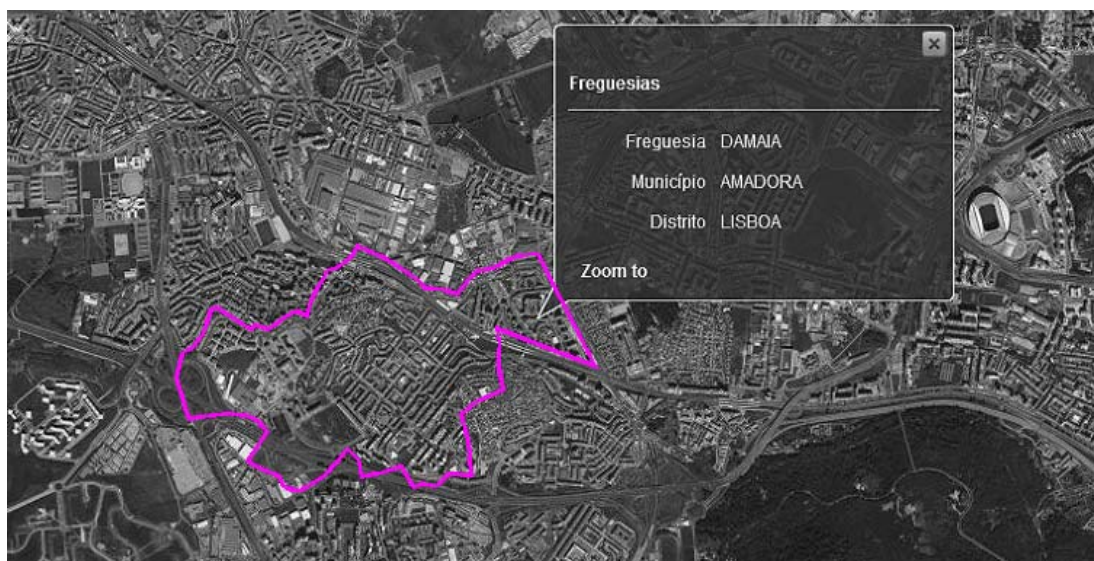 Freguesias
Freguesia DAMAIA
Município AMADORA
Distrito LISBOA
Zoom to